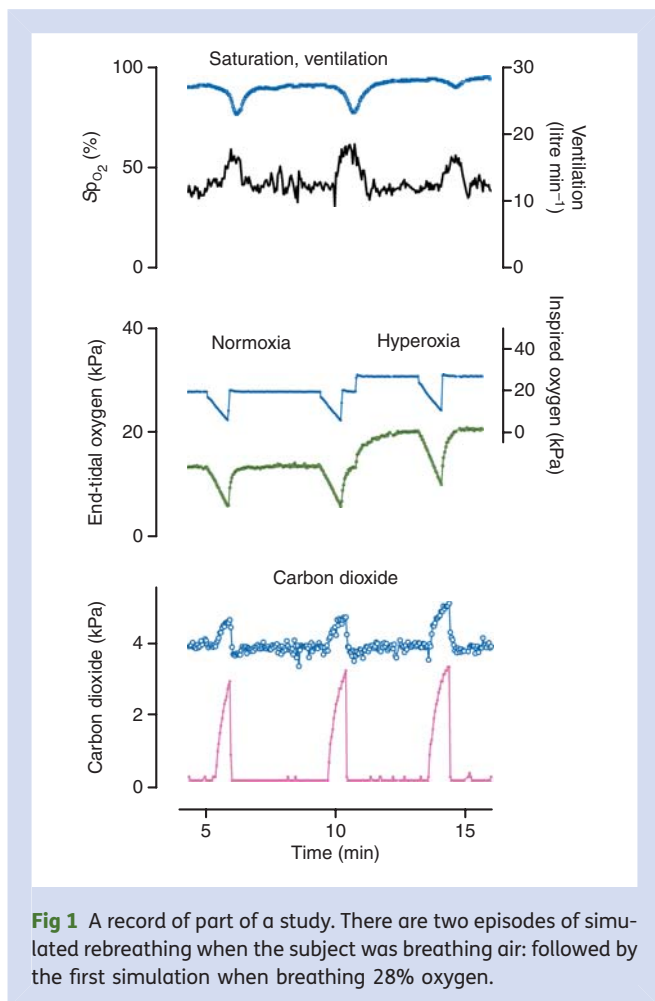 Saturation, ventilation
100
50
0
SpO2 (%)
30
20
10
0
Ventilation
(litre min–1)
40
20
0
End-tidal oxygen (kPa)
Normoxia
Hyperoxia
40
20
0
Inspired oxygen (kPa)
Carbon dioxide
4
2
0
Carbon dioxide (kPa)
5
10
15
Time (min)
Fig 1 A record of part of a study. There are two episodes of simu-
lated rebreathing when the subject was breathing air: followed by
the first simulation when breathing 28% oxygen.